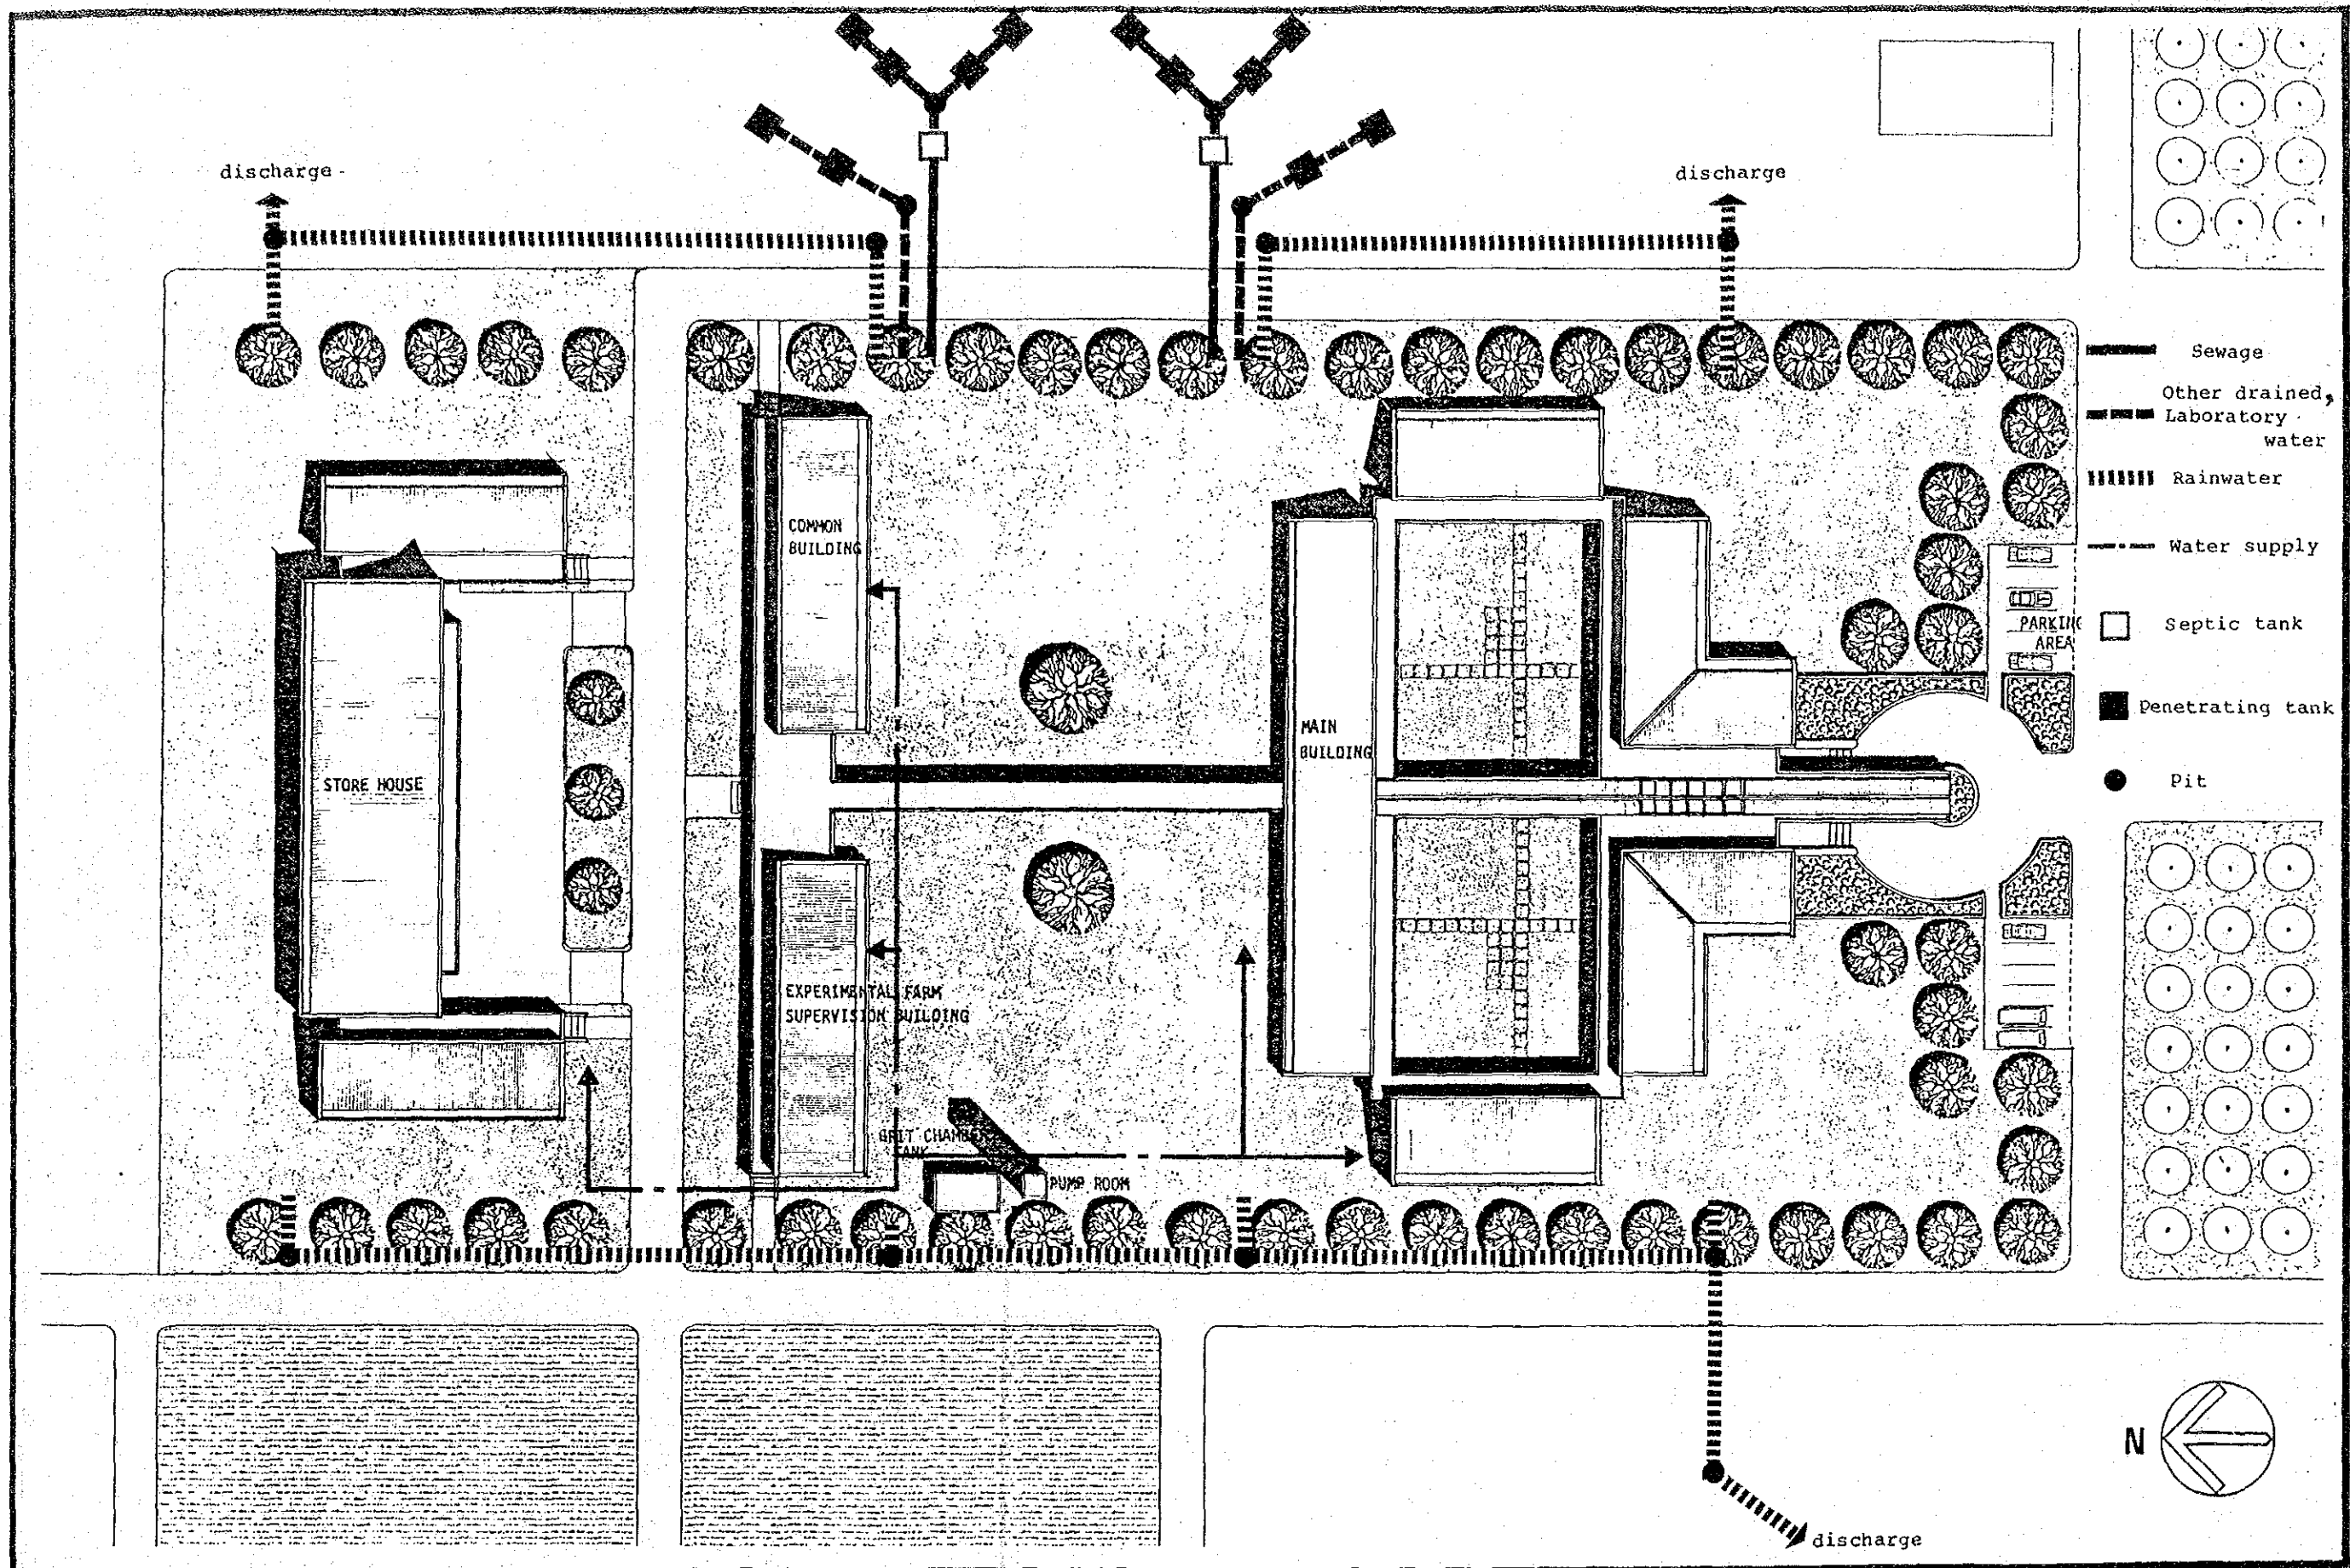 discharge
discharge
Sewage
Other drained,
Laboratory
water
Rainwater
Water supply
Septic tank
Penetrating tank
Pit
COMMON
BUILDING
PARKING
AREA
MAIN
BUILDING
STORE HOUSE
EXPERIMENTAL FARM
SUPERVISION BUILDING
GRIT CHAMBER
TANK
PUMP ROOM
N
discharge